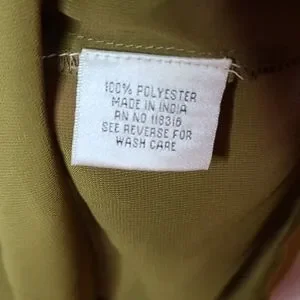 100% POLYESTER
MADE IN INDIA
RN NO 118316
SEE REVERSE FOR
WASH CARE